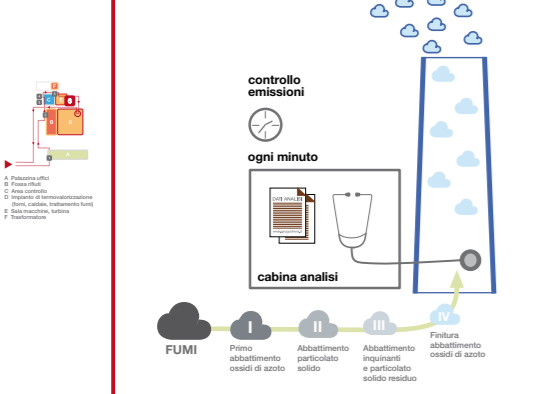 controllo
emissioni
ogni minuto
DATI ANALISI
cabina analisi
FUMI
I
Primo
abbattimento
ossidi di azoto
II
Abbattimento
particolato
solido
III
Abbattimento
inquinanti
e particolato
solido residuo
IV
Finitura
abbattimento
ossidi di azoto
A Palazzina uffici
B Fossa rifiuti
C Area controllo
D Impianto di termovalorizzazione
(forni, caldaie, trattamento fumi)
E Sala macchine, turbina
F Trasformatore